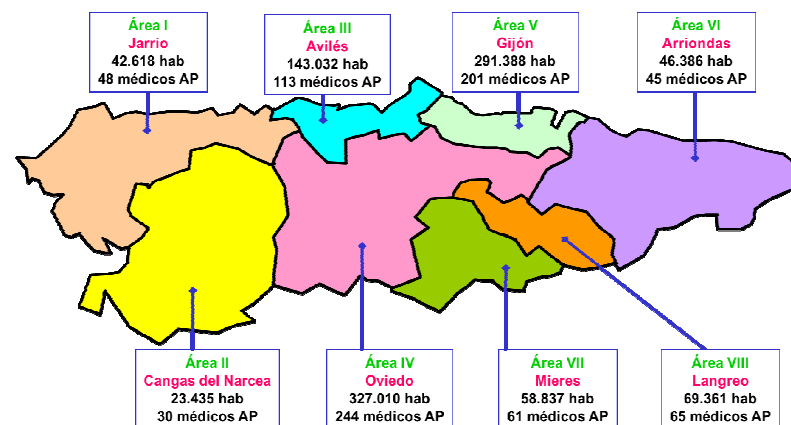 Área I
Jarrio
42.618 hab
48 médicos AP
Área III
Avilés
143.032 hab
113 médicos AP
Área V
Gijón
291.388 hab
201 médicos AP
Área VI
Arriondas
46.386 hab
45 médicos AP
Área II
Cangas del Narcea
23.435 hab
30 médicos AP
Área IV
Oviedo
327.010 hab
244 médicos AP
Área VII
Mieres
58.837 hab
61 médicos AP
Área VIII
Langreo
69.361 hab
65 médicos AP